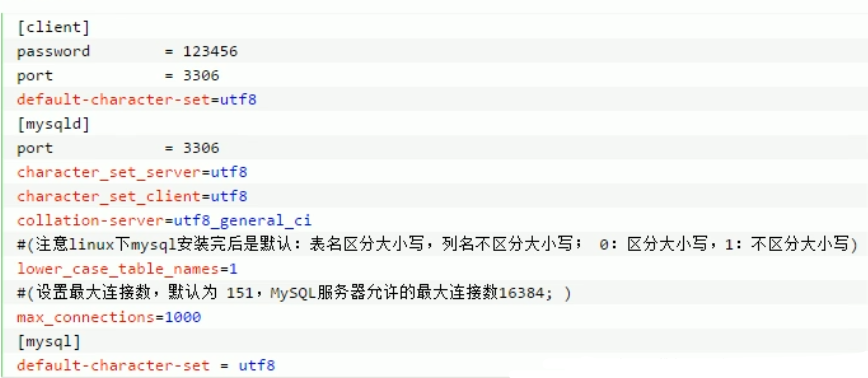 [client]
password = 123456
port = 3306
default-character-set=utf8
[mysqld]
port = 3306
character_set_server=utf8
character_set_client=utf8
collation-server=utf8_general_ci
#(注意linux下mysql安装完后是默认：表名区分大小写，列名不区分大小写； 0：区分大小写，1：不区分大小写)
lower_case_table_names=1
#(设置最大连接数，默认为 151，MySQL服务器允许的最大连接数16384; )
max_connections=1000
[mysql]
default-character-set = utf8